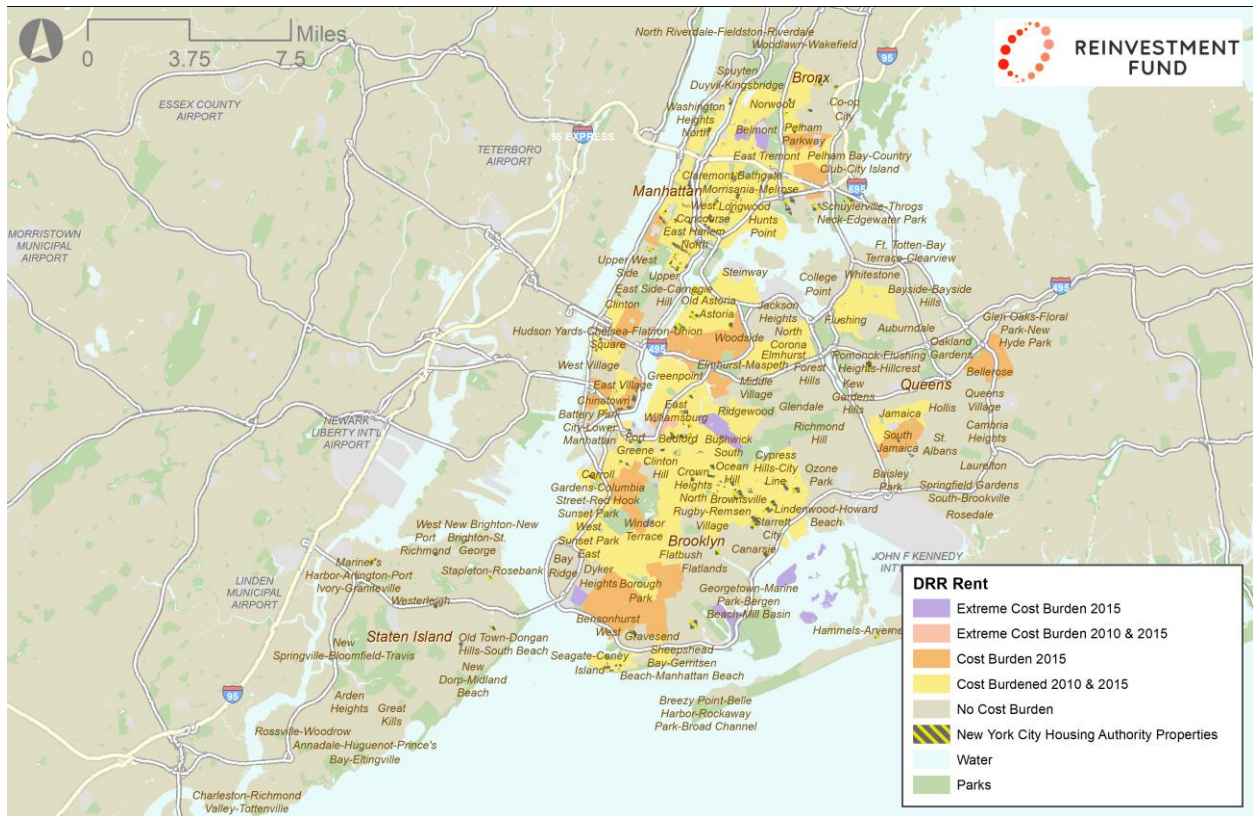 Miles
0 3.75 7.5
REINVESTMENT
FUND
North Riverdale-Fieldston-Riverdale
Woodlawn-Wakefield
95
Spuyten
Duyvil-Kingsbridge
Bronx
ESSEX COUNTY
AIRPORT
Washington
Heights
North
Norwood
Co-op
City
95 EXPRESS
Belmont
Pelham
Parkway
TETERBORO
AIRPORT
East Tremont
Pelham Bay-Country
Club-City Island
Claremont-Bathgate
Manhattan
Morrisania-Melrose
695
West
Concourse
Longwood
Schuylerville-Throgs
Neck-Edgewater Park
Hunts
Point
East Harlem
North
MORRISTOWN
MUNICIPAL
AIRPORT
Ft. Totten-Bay
Terrace-Clearview
Upper West
Side
Upper
East Side-Carnegie
Hill
Steinway
College
Point
Whitestone
Bayside-Bayside
Hills
495
Clinton
Old Astoria
Astoria
Jackson
Heights
Flushing
Auburndale
Glen Oaks-Floral
Park-New
Hyde Park
Hudson Yards-Chelsea-Flatiron-Union
Square
495
Woodside
North
Corona
Elmhurst
Oakland
Gardens
West Village
Elmhurst-Maspeth
Pomonok-Flushing
Heights-Hillcrest
Bellerose
Greenpoint
Middle
Village
Forest
Hills
Kew
Gardens
Hills
Queens
East Village
Chinatown
Battery Park
City-Lower
Manhattan
East
Williamsburg
Ridgewood
Glendale
Richmond
Hill
Jamaica
Hollis
Queens
Village
Cambria
Heights
NEWARK
LIBERTY INT'L
AIRPORT
Fort
Greene
Bedford
Bushwick
South
South
Jamaica
St.
Albans
Clinton
Hill
Ocean
Hill
Cypress
Hills-City
Line
Ozone
Park
Baisley
Park
Laurelton
Carroll
Gardens-Columbia
Street-Red Hook
Crown
Heights
North
Brownsville
Springfield Gardens
South-Brookville
Rosedale
Sunset Park
West
Rugby-Remsen
Village
Lindenwood-Howard
Beach
Windsor
Terrace
Starrett
City
West New Brighton-New
Brighton-St.
George
Port
Richmond
Sunset Park
East
Brooklyn
Canarsie
Flatbush
Flatlands
JOHN F KENNEDY
Mariner's
Harbor-Arlington-Port
Ivory-Graniteville
Stapleton-Rosebank
Bay
Ridge
Dyker
Heights
Borough
Park
LINDEN
MUNICIPAL
AIRPORT
Westerleigh
Georgetown-Marine
Park-Bergen
Beach-Mill Basin
Bensonhurst
West
Hammels-Arverne
Staten Island
Old Town-Dongan
Hills-South Beach
Gravesend
New
Springville-Bloomfield-Travis
Seagate-Coney
Island
Sheepshead
Bay-Gerritsen
Beach-Manhattan Beach
New
Dorp-Midland
Beach
95
Arden
Heights
Great
Kills
Breezy Point-Belle
Harbor-Rockaway
Park-Broad Channel
Rossville-Woodrow
Annadale-Huguenot-Prince's
Bay-Eltingville
Charleston-Richmond
Valley-Tottenville
DRR Rent
Extreme Cost Burden 2015
Extreme Cost Burden 2010 & 2015
Cost Burden 2015
Cost Burdened 2010 & 2015
No Cost Burden
New York City Housing Authority Properties
Water
Parks